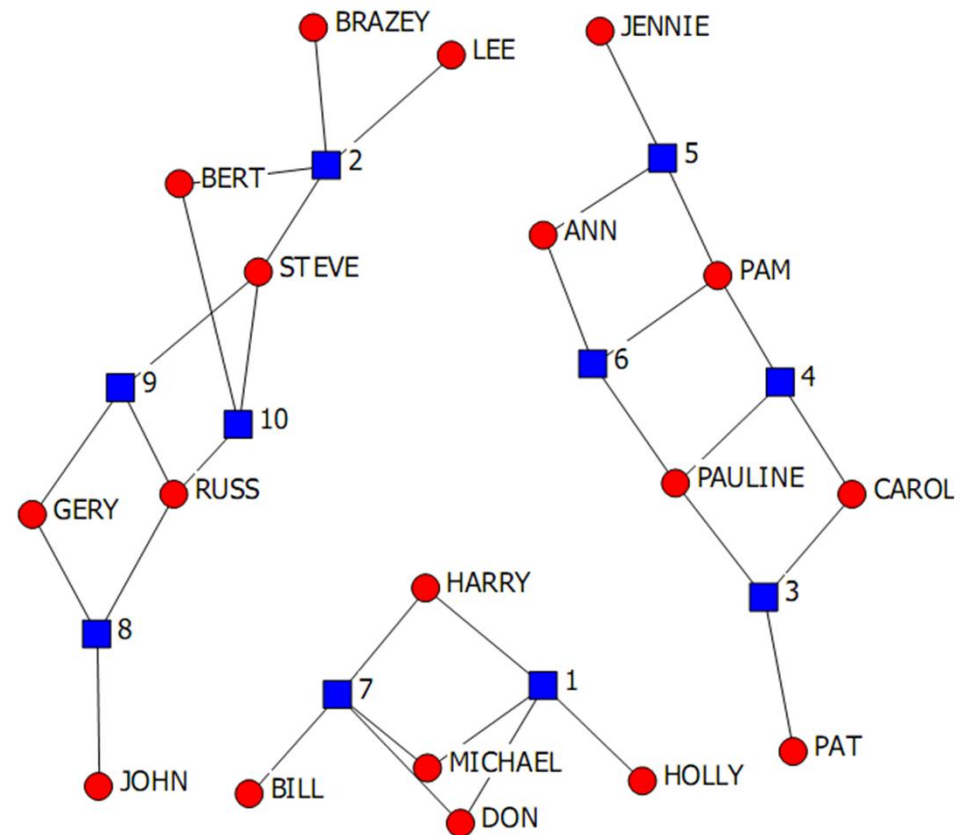 BRAZEY
JENNIE
LEE
2
5
BERT
ANN
STEVE
PAM
6
4
9
10
RUSS
PAULINE
CAROL
GERY
HARRY
3
8
7
1
PAT
MICHAEL
HOLLY
JOHN
BILL
DON